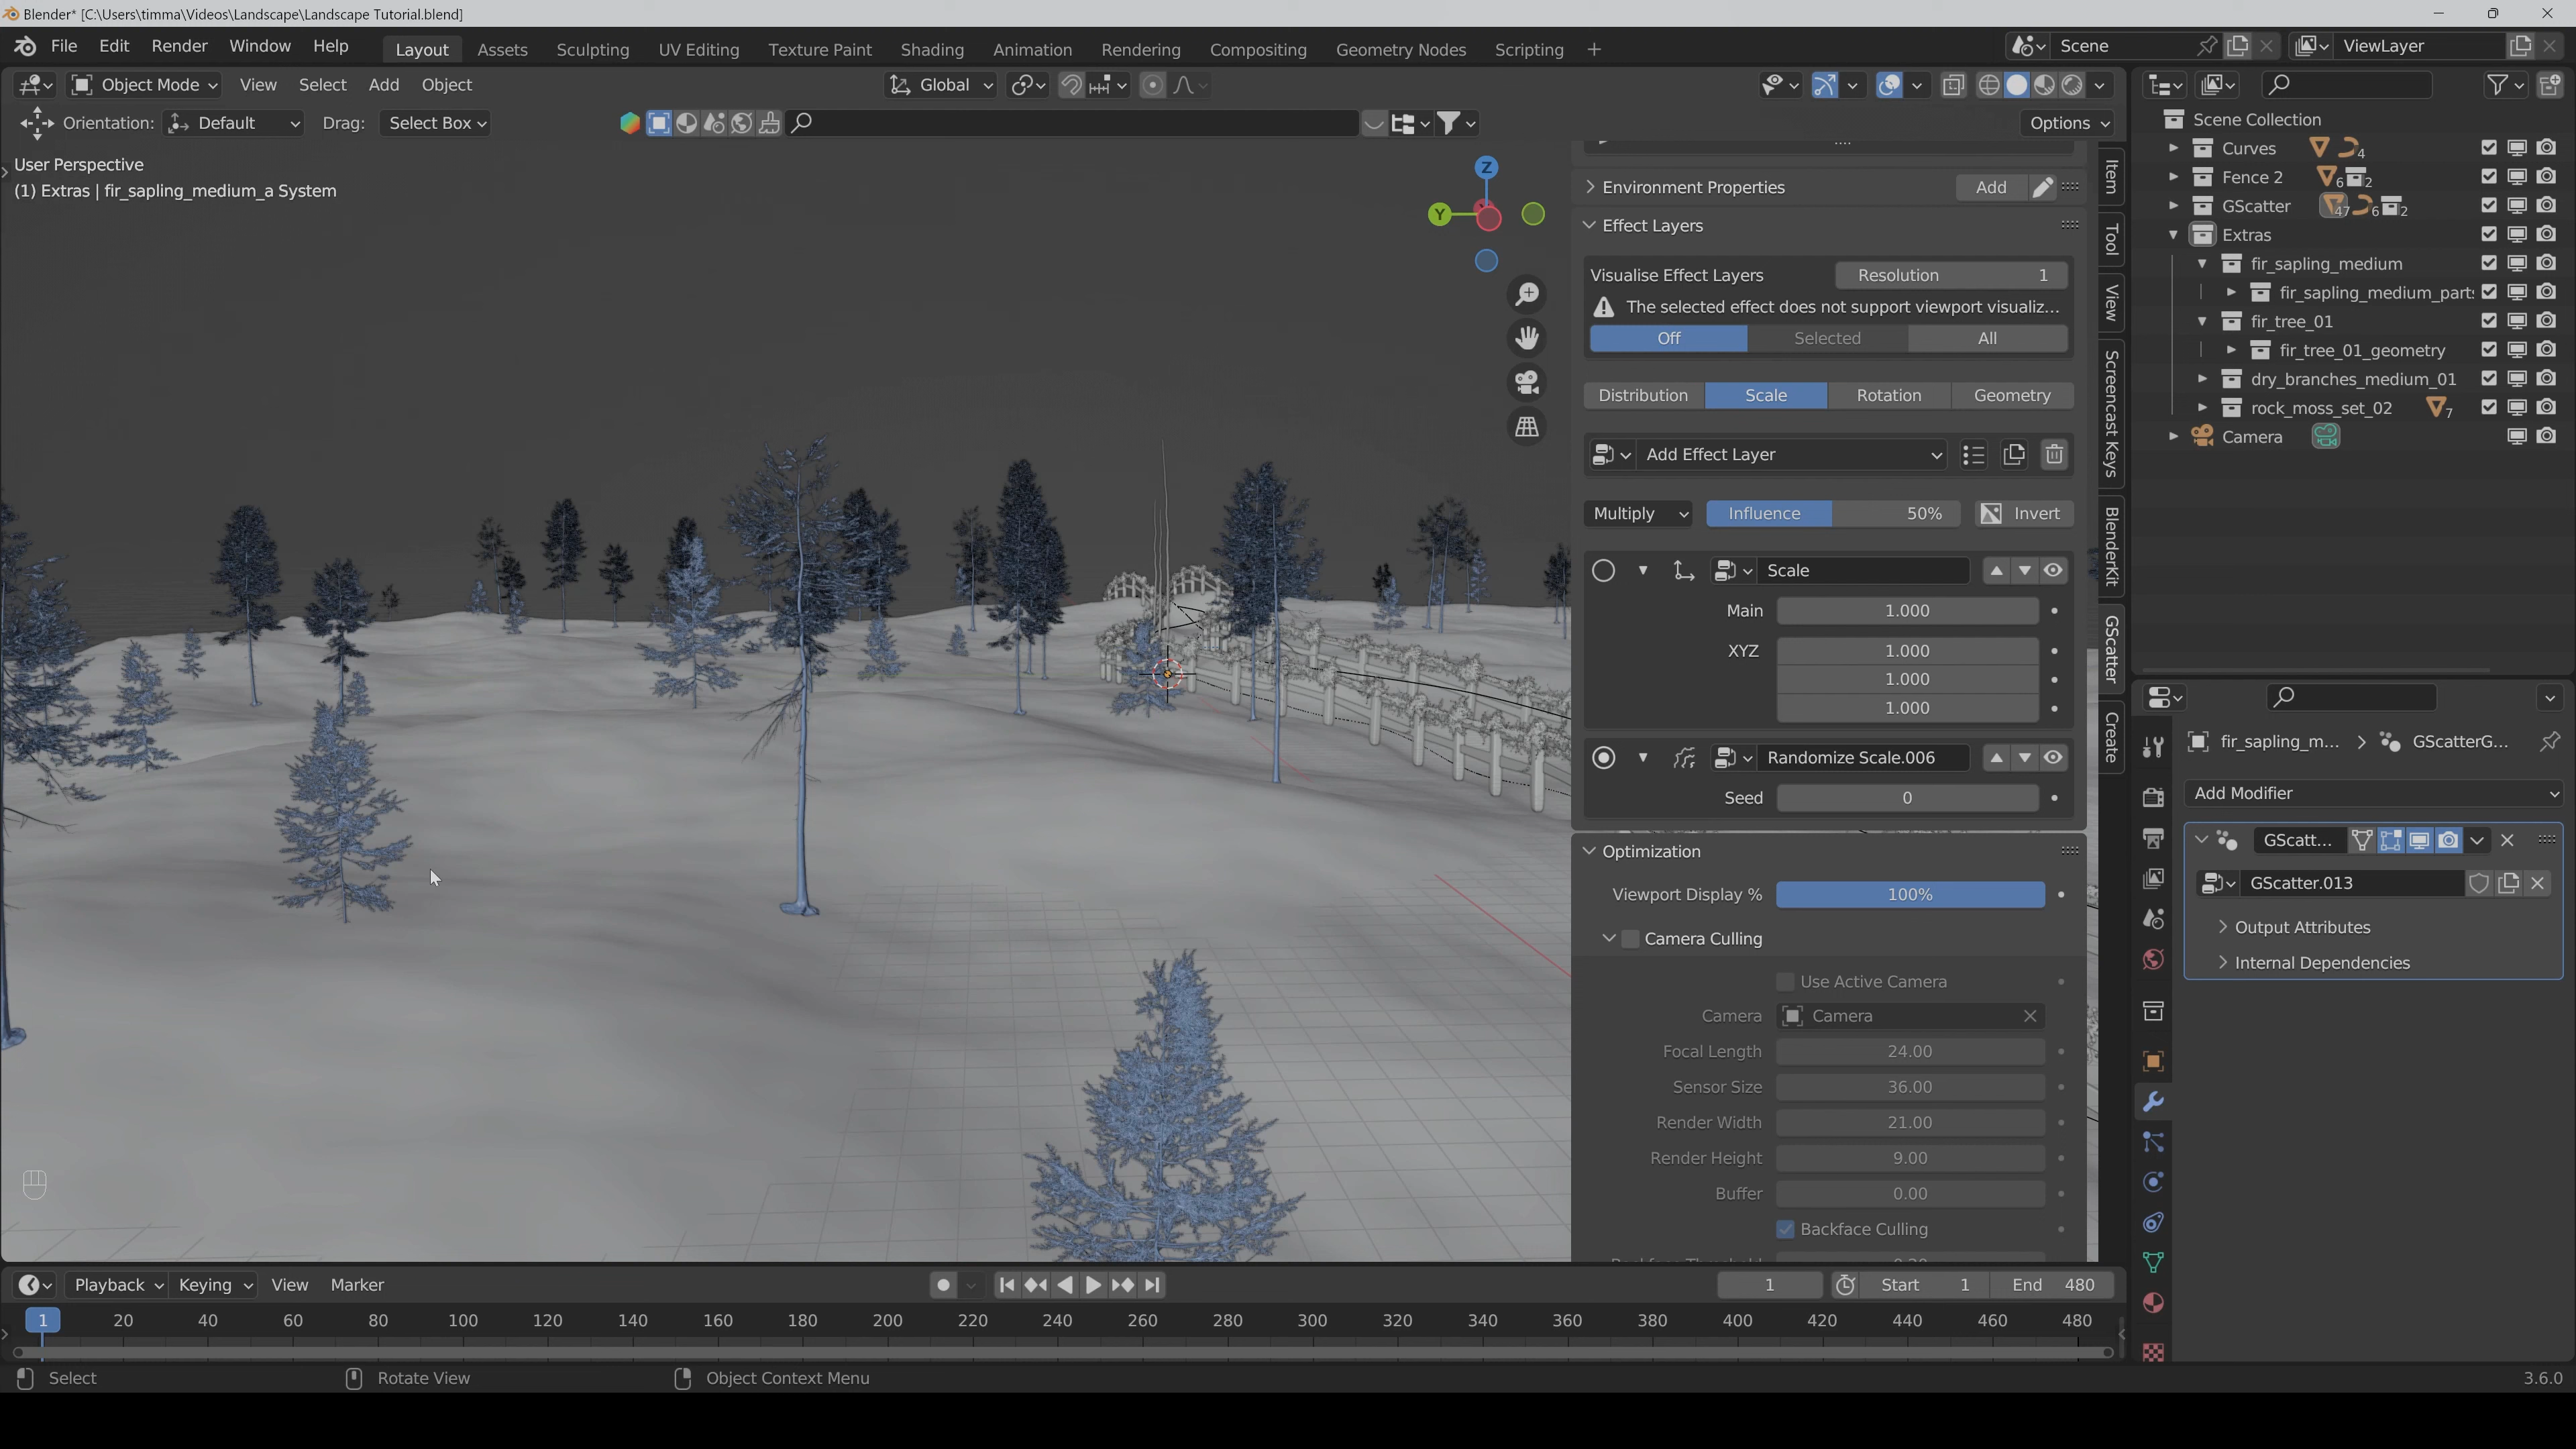 Blender* [C:\Users\timma\Videos\Landscape\Landscape Tutorial.blend]
File Edit Render Window Help Layout Assets Sculpting UV Editing Texture Paint Shading Animation Rendering Compositing Geometry Nodes Scripting + Scene ViewLayer
Object Mode View Select Add Object Global
Orientation: Default Drag: Select Box Options
User Perspective
(1) Extras | fir_sapling_medium_a System
Z
Y
Environment Properties Add
Effect Layers
Visualise Effect Layers Resolution 1
The selected effect does not support viewport visualiz...
Off Selected All
Distribution Scale Rotation Geometry
Add Effect Layer
Multiply Influence 50% Invert
Scale
Main 1.000
XYZ 1.000
1.000
1.000
Randomize Scale.006
Seed 0
Optimization
Viewport Display % 100%
Camera Culling
Use Active Camera
Camera Camera
Focal Length 24.00
Sensor Size 36.00
Render Width 21.00
Render Height 9.00
Buffer 0.00
Backface Culling
Item
Tool
View
Screencast Keys
BlenderKit
GScatter
Create
Scene Collection
Curves 4
Fence 2 6 2
GScatter 47 6 2
Extras
fir_sapling_medium
fir_sapling_medium_part
fir_tree_01
fir_tree_01_geometry
dry_branches_medium_01
rock_moss_set_02 7
Camera
fir_sapling_m... GScatterG...
Add Modifier
GScatt...
GScatter.013
Output Attributes
Internal Dependencies
Playback Keying View Marker 1 Start 1 End 480
1 20 40 60 80 100 120 140 160 180 200 220 240 260 280 300 320 340 360 380 400 420 440 460 480
Select Rotate View Object Context Menu 3.6.0